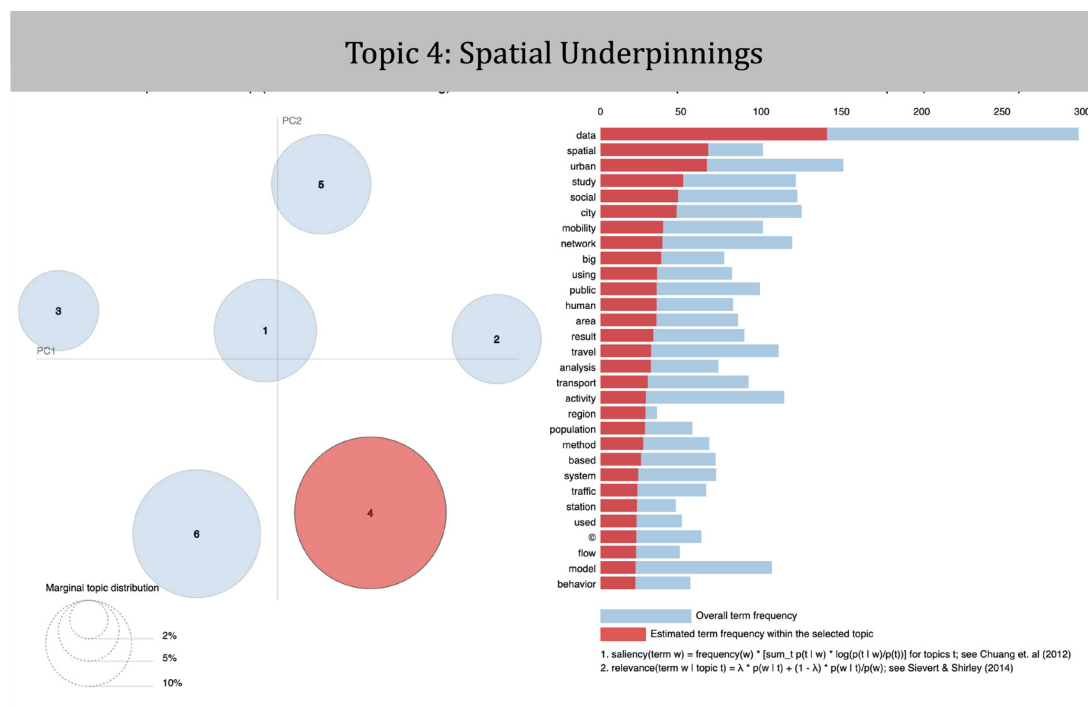 Topic 4: Spatial Underpinnings
PC2
5
3
1
2
PC1
4
6
Marginal topic distribution
2%
5%
10%
0 50 100 150 200 250 300
data
spatial
urban
study
social
city
mobility
network
big
using
public
human
area
result
travel
analysis
transport
activity
region
population
method
based
system
traffic
station
used
©
flow
model
behavior
Overall term frequency
Estimated term frequency within the selected topic
1. saliency(term w) = frequency(w) * [sum_t p(t | w) * log(p(t | w)/p(t))] for topics t; see Chuang et. al (2012)
2. relevance(term w | topic t) = λ * p(w | t) + (1 - λ) * p(w | t)/p(w); see Sievert & Shirley (2014)